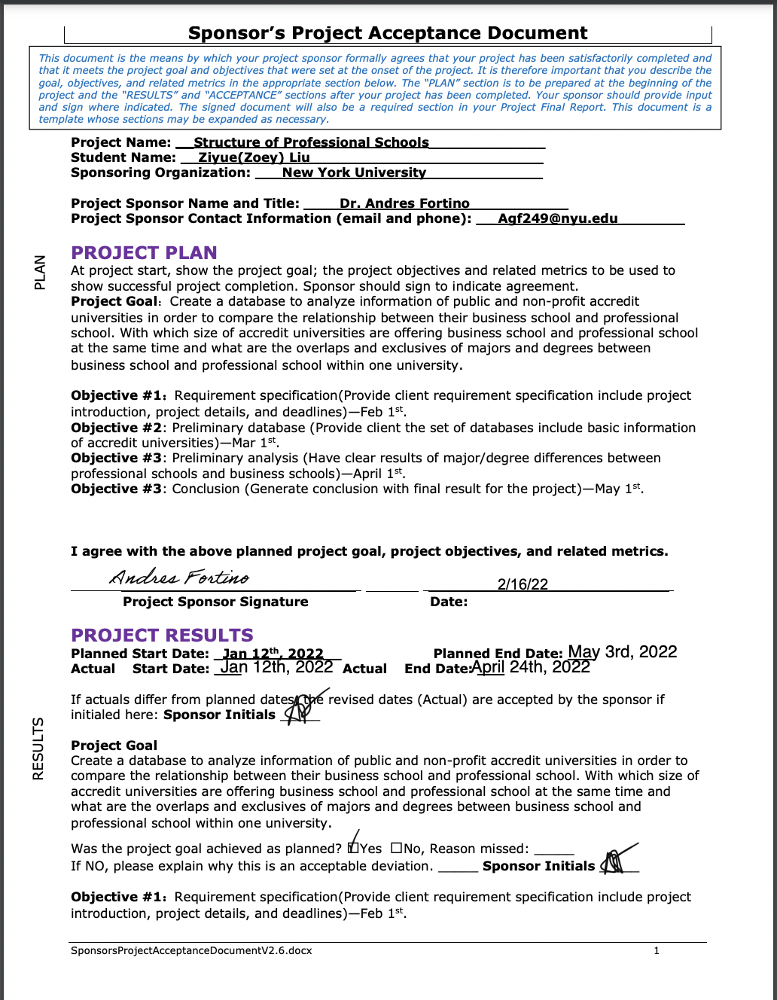 Sponsor’s Project Acceptance Document
This document is the means by which your project sponsor formally agrees that your project has been satisfactorily completed and
that it meets the project goal and objectives that were set at the onset of the project. It is therefore important that you describe the
goal, objectives, and related metrics in the appropriate section below. The “PLAN” section is to be prepared at the beginning of the
project and the “RESULTS” and “ACCEPTANCE” sections after your project has been completed. Your sponsor should provide input
and sign where indicated. The signed document will also be a required section in your Project Final Report. This document is a
template whose sections may be expanded as necessary.
Project Name: __Structure of Professional Schools_____________
Student Name: __Ziyue(Zoey) Liu__________________________
Sponsoring Organization: ___New York University_____________
Project Sponsor Name and Title: ____Dr. Andres Fortino___________
Project Sponsor Contact Information (email and phone): __Agf249@nyu.edu_______
PLAN
PROJECT PLAN
At project start, show the project goal; the project objectives and related metrics to be used to
show successful project completion. Sponsor should sign to indicate agreement.
Project Goal: Create a database to analyze information of public and non-profit accredit
universities in order to compare the relationship between their business school and professional
school. With which size of accredit universities are offering business school and professional school
at the same time and what are the overlaps and exclusives of majors and degrees between
business school and professional school within one university.
Objective #1: Requirement specification(Provide client requirement specification include project
introduction, project details, and deadlines)—Feb 1st.
Objective #2: Preliminary database (Provide client the set of databases include basic information
of accredit universities)—Mar 1st.
Objective #3: Preliminary analysis (Have clear results of major/degree differences between
professional schools and business schools)—April 1st.
Objective #3: Conclusion (Generate conclusion with final result for the project)—May 1st.
I agree with the above planned project goal, project objectives, and related metrics.
Andres Fortino 2/16/22
Project Sponsor Signature Date:
PROJECT RESULTS
Planned Start Date: _Jan 12th, 2022__ Planned End Date: May 3rd, 2022
Actual Start Date: Jan 12th, 2022 Actual End Date: April 24th, 2022
If actuals differ from planned dates, the revised dates (Actual) are accepted by the sponsor if
initialed here: Sponsor Initials _____
RESULTS
Project Goal
Create a database to analyze information of public and non-profit accredit universities in order to
compare the relationship between their business school and professional school. With which size of
accredit universities are offering business school and professional school at the same time and
what are the overlaps and exclusives of majors and degrees between business school and
professional school within one university.
Was the project goal achieved as planned? ☑Yes ☐No, Reason missed: _____
If NO, please explain why this is an acceptable deviation. _____ Sponsor Initials _____
Objective #1: Requirement specification(Provide client requirement specification include project
introduction, project details, and deadlines)—Feb 1st.
SponsorsProjectAcceptanceDocumentV2.6.docx 1